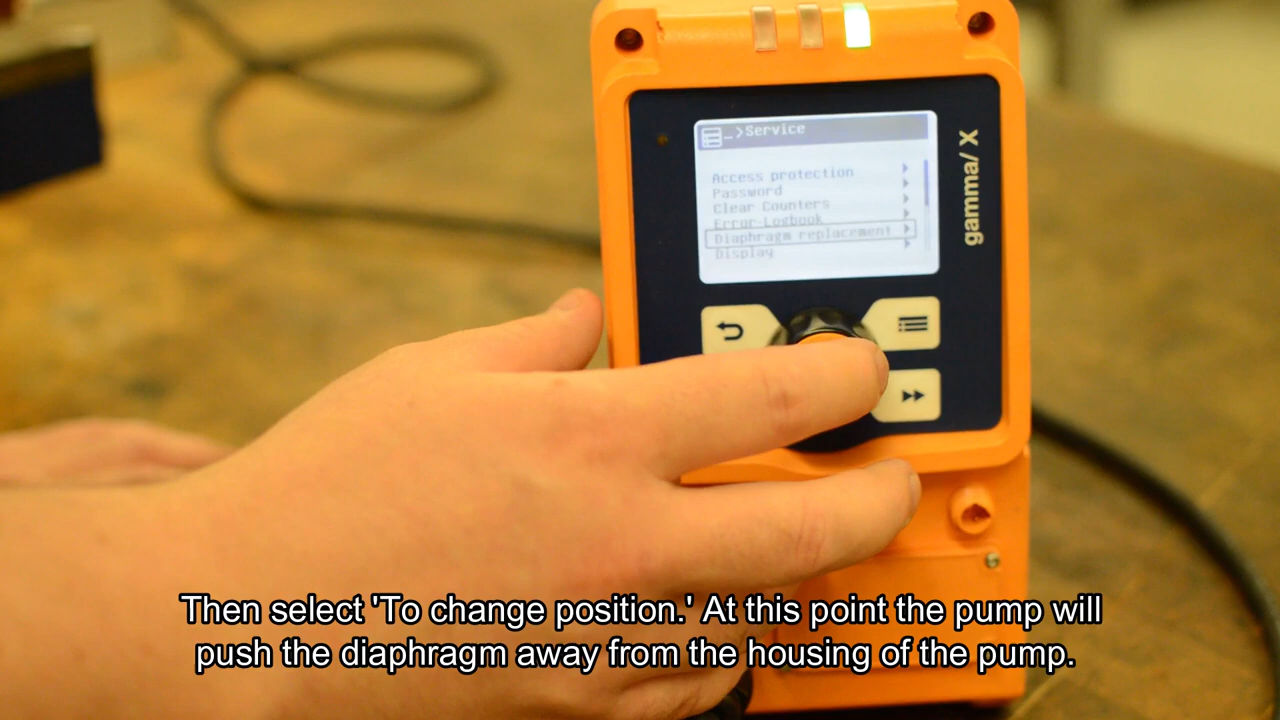 _>Service
Access protection
Password
Clear Counters
Error-Logbook
Diaphragm replacement
Display
gamma/ X
Then select 'To change position.' At this point the pump will
push the diaphragm away from the housing of the pump.